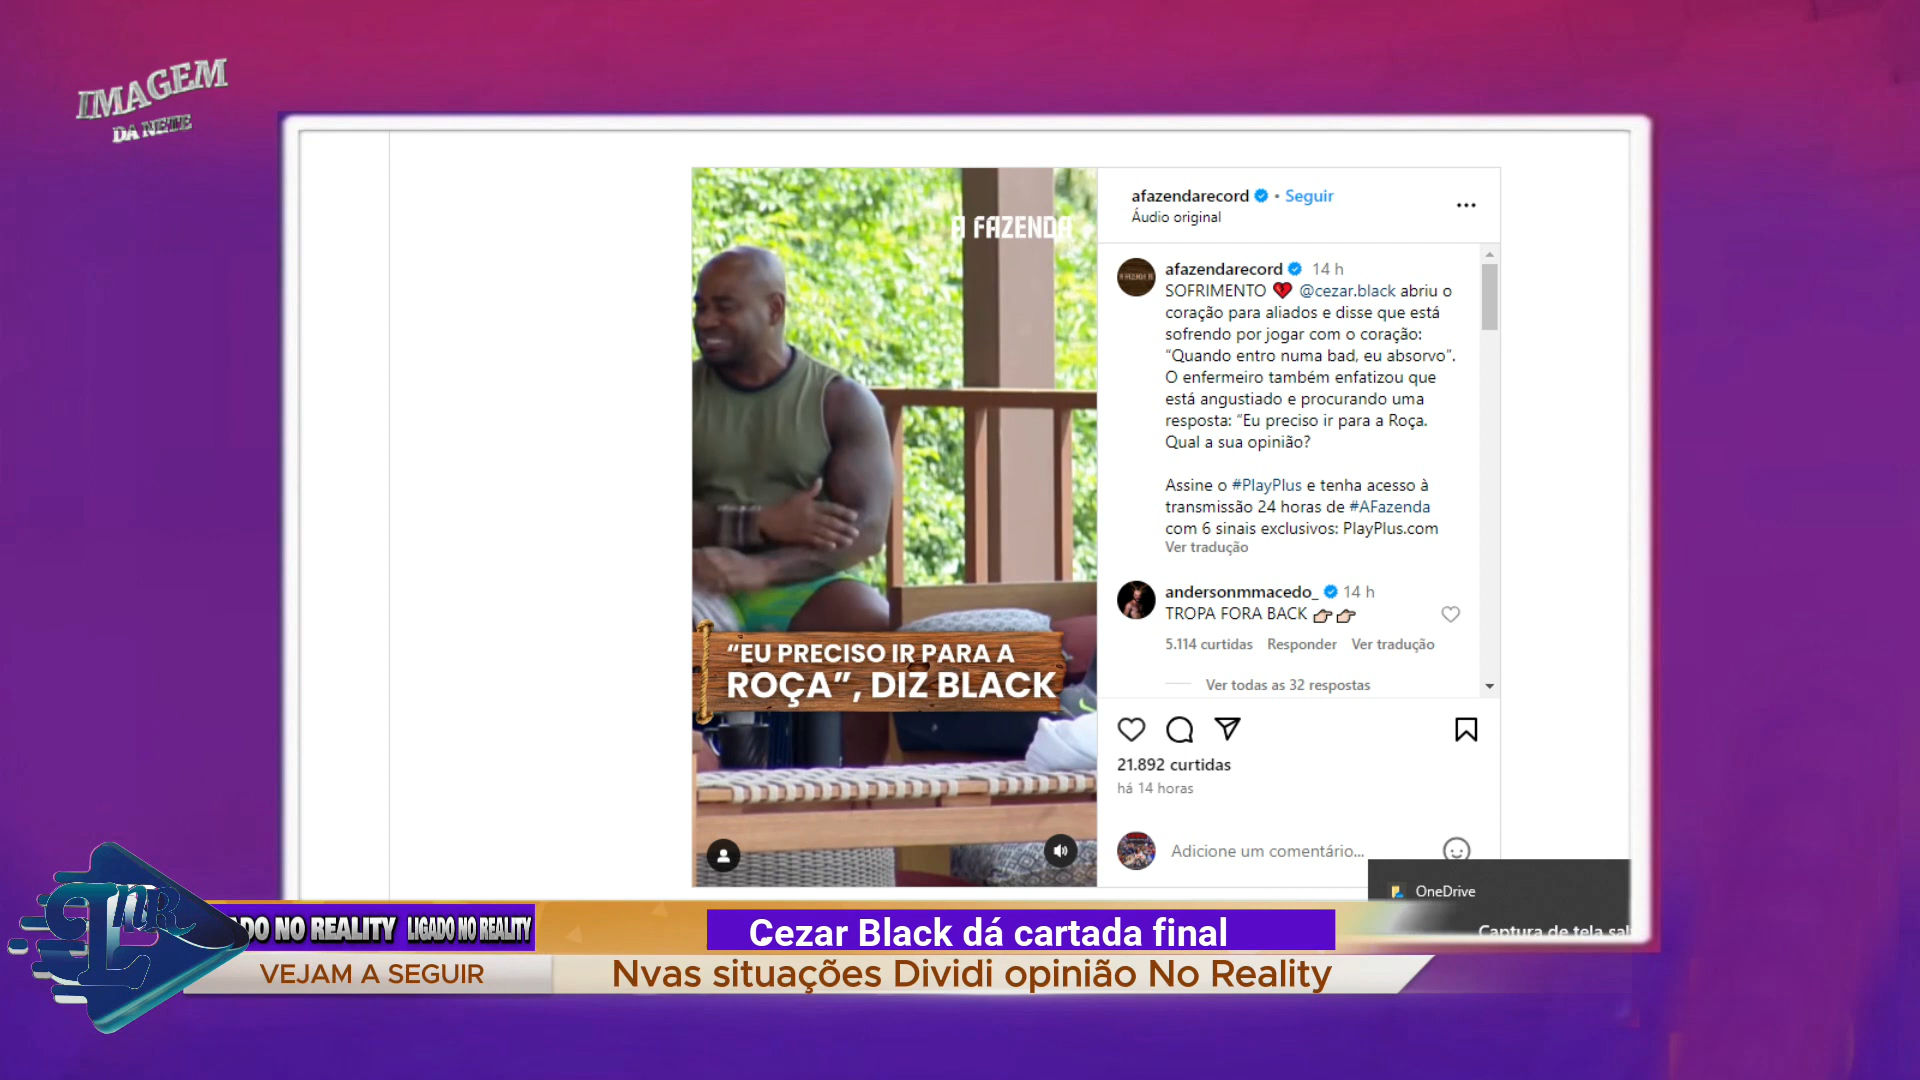 IMAGEM
DA NETE
A FAZENDA
"EU PRECISO IR PARA A
ROÇA", DIZ BLACK
afazendarecord • Seguir
Áudio original
afazendarecord 14 h
SOFRIMENTO 💔 @cezar.black abriu o
coração para aliados e disse que está
sofrendo por jogar com o coração:
“Quando entro numa bad, eu absorvo”.
O enfermeiro também enfatizou que
está angustiado e procurando uma
resposta: “Eu preciso ir para a Roça.
Qual a sua opinião?
Assine o #PlayPlus e tenha acesso à
transmissão 24 horas de #AFazenda
com 6 sinais exclusivos: PlayPlus.com
Ver tradução
andersonmmacedo_ 14 h
TROPA FORA BACK 👉🏻👉🏻
5.114 curtidas Responder Ver tradução
Ver todas as 32 respostas
21.892 curtidas
há 14 horas
Adicione um comentário...
OneDrive
Captura de tela sal
LnR
DO NO REALITY LIGADO NO REALITY
Cezar Black dá cartada final
VEJAM A SEGUIR
Nvas situações Dividi opinião No Reality